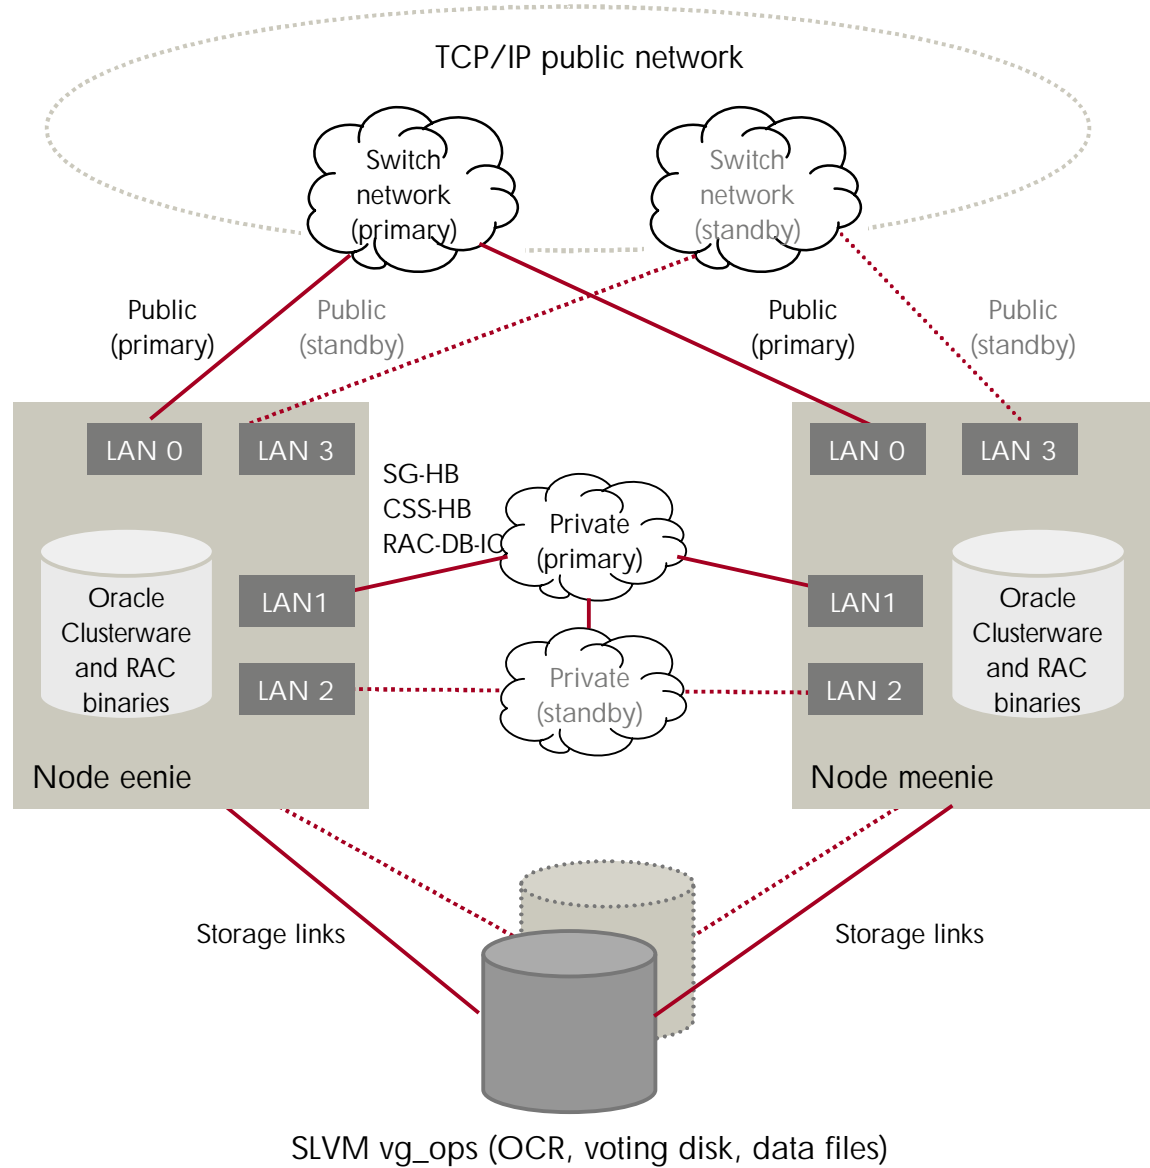 TCP/IP public network
Switch
network
(primary)
Switch
network
(standby)
Public
(primary)
Public
(standby)
Public
(primary)
Public
(standby)
LAN 0
LAN 3
LAN 0
LAN 3
SG-HB
CSS-HB
RAC-DB-IC
Private
(primary)
Oracle
Clusterware
and RAC
binaries
LAN1
LAN1
Oracle
Clusterware
and RAC
binaries
LAN 2
Private
(standby)
LAN 2
Node eenie
Node meenie
Storage links
Storage links
SLVM vg_ops (OCR, voting disk, data files)